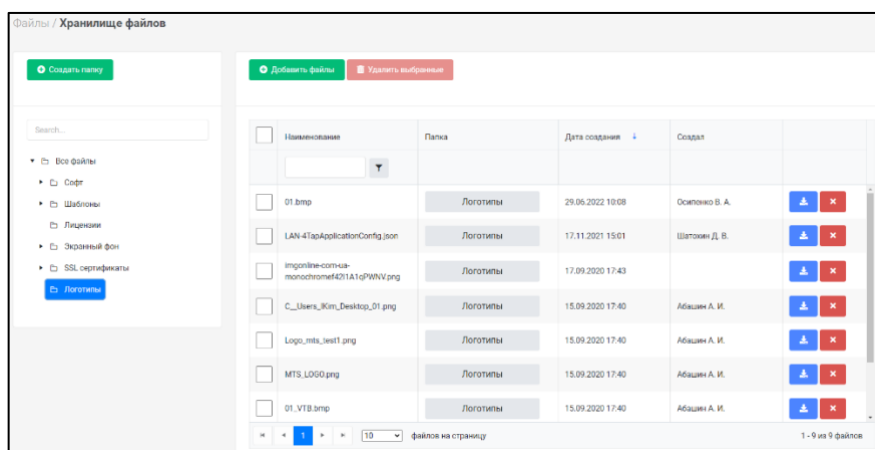 Файлы / Хранилище файлов
Создать папку
Добавить файлы
Удалить выбранные
Search...
Все файлы
Софт
Шаблоны
Лицензии
Экранный фон
SSL сертификаты
Логотипы
Наименование Папка Дата создания Создал
01.bmp Логотипы 29.06.2022 10:08 Осипенко В. А.
LAN-4TapApplicationConfig.json Логотипы 17.11.2021 15:01 Шатохин Д. В.
imgonline-com-ua-
monochromef42I1A1qPWNV.png Логотипы 17.09.2020 17:43
C__Users_IKim_Desktop_01.png Логотипы 15.09.2020 17:40 Абашин А. И.
Logo_mts_test1.png Логотипы 15.09.2020 17:40 Абашин А. И.
MTS_LOGO.png Логотипы 15.09.2020 17:40 Абашин А. И.
01_VTB.bmp Логотипы 15.09.2020 17:40 Абашин А. И.
1 10 файлов на страницу 1 - 9 из 9 файлов